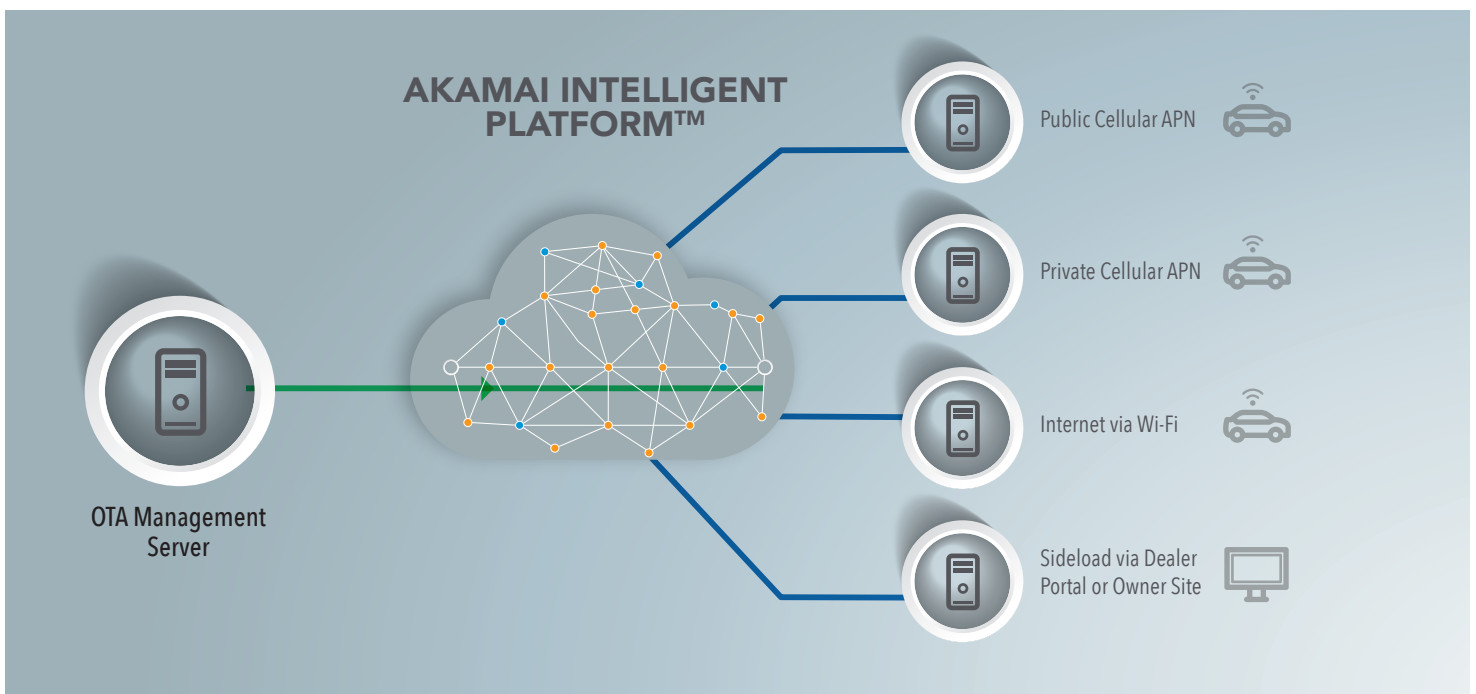 AKAMAI INTELLIGENT
PLATFORM™
Public Cellular APN
Private Cellular APN
Internet via Wi-Fi
OTA Management
Server
Sideload via Dealer
Portal or Owner Site